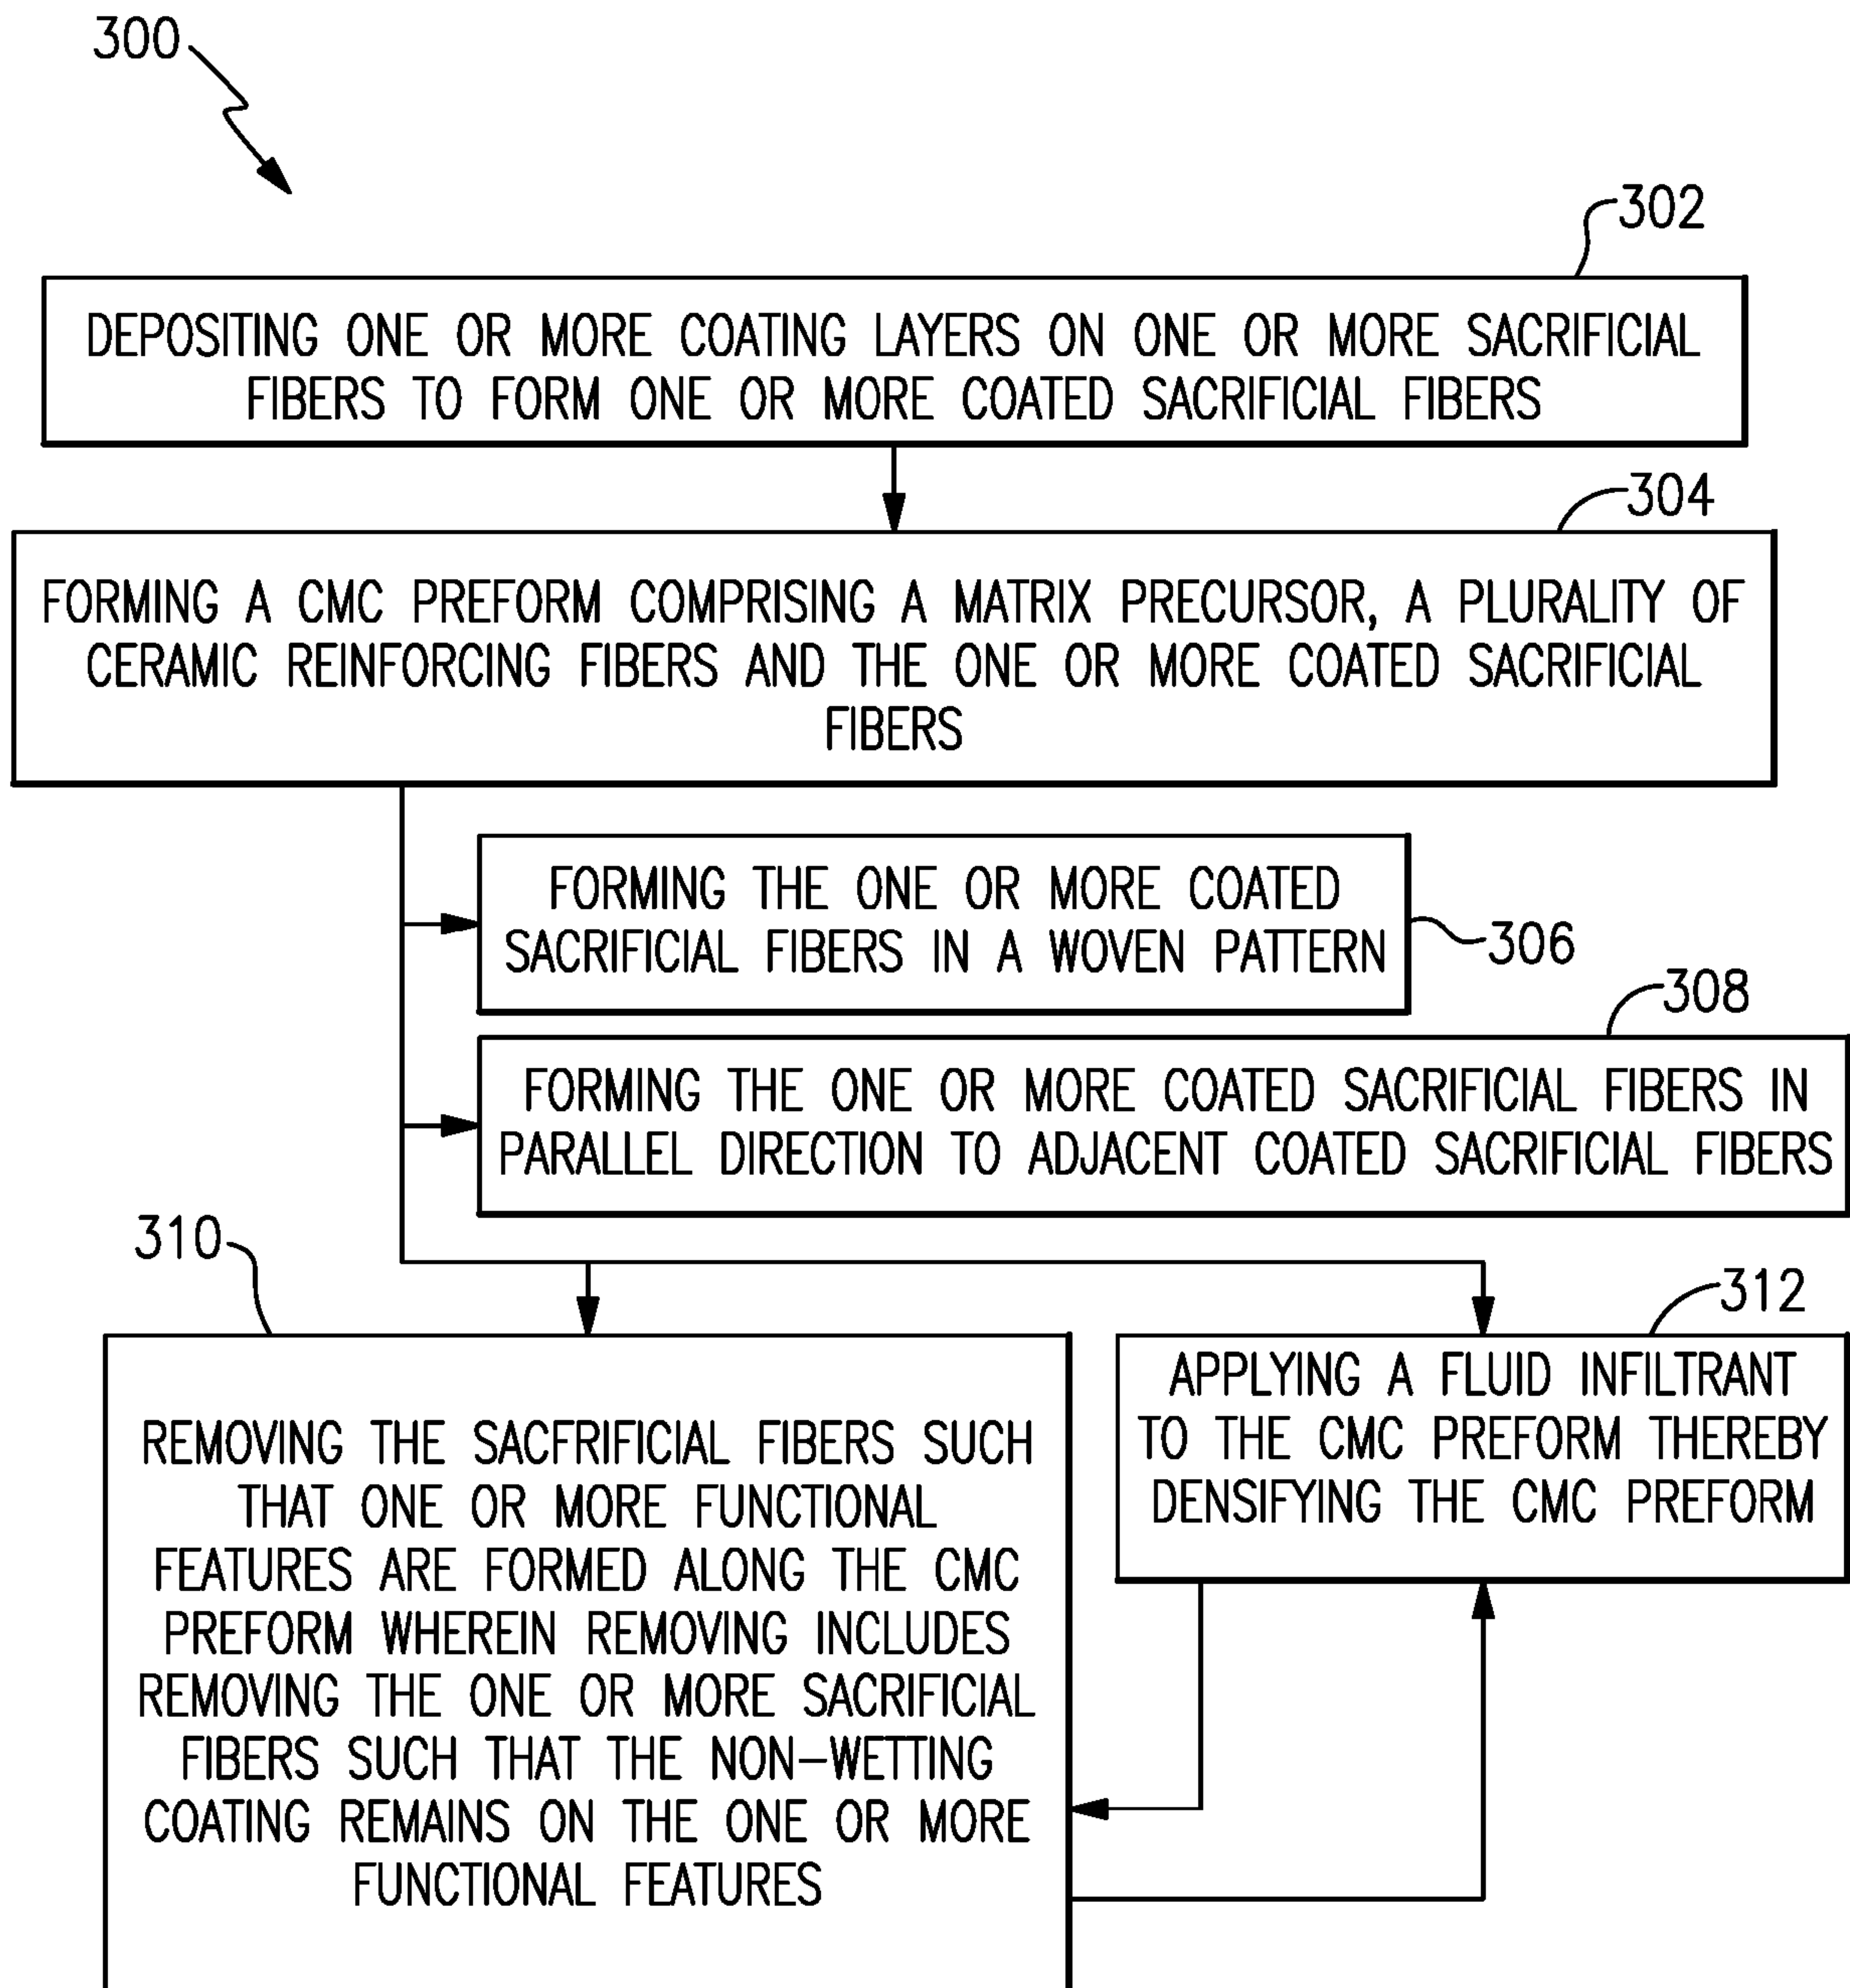 300
302
DEPOSITING ONE OR MORE COATING LAYERS ON ONE OR MORE SACRIFICIAL
FIBERS TO FORM ONE OR MORE COATED SACRIFICIAL FIBERS
304
FORMING A CMC PREFORM COMPRISING A MATRIX PRECURSOR, A PLURALITY OF
CERAMIC REINFORCING FIBERS AND THE ONE OR MORE COATED SACRIFICIAL
FIBERS
FORMING THE ONE OR MORE COATED
SACRIFICIAL FIBERS IN A WOVEN PATTERN
306
308
FORMING THE ONE OR MORE COATED SACRIFICIAL FIBERS IN
PARALLEL DIRECTION TO ADJACENT COATED SACRIFICIAL FIBERS
310
REMOVING THE SACFRIFICIAL FIBERS SUCH
THAT ONE OR MORE FUNCTIONAL
FEATURES ARE FORMED ALONG THE CMC
PREFORM WHEREIN REMOVING INCLUDES
REMOVING THE ONE OR MORE SACRIFICIAL
FIBERS SUCH THAT THE NON-WETTING
COATING REMAINS ON THE ONE OR MORE
FUNCTIONAL FEATURES
312
APPLYING A FLUID INFILTRANT
TO THE CMC PREFORM THEREBY
DENSIFYING THE CMC PREFORM